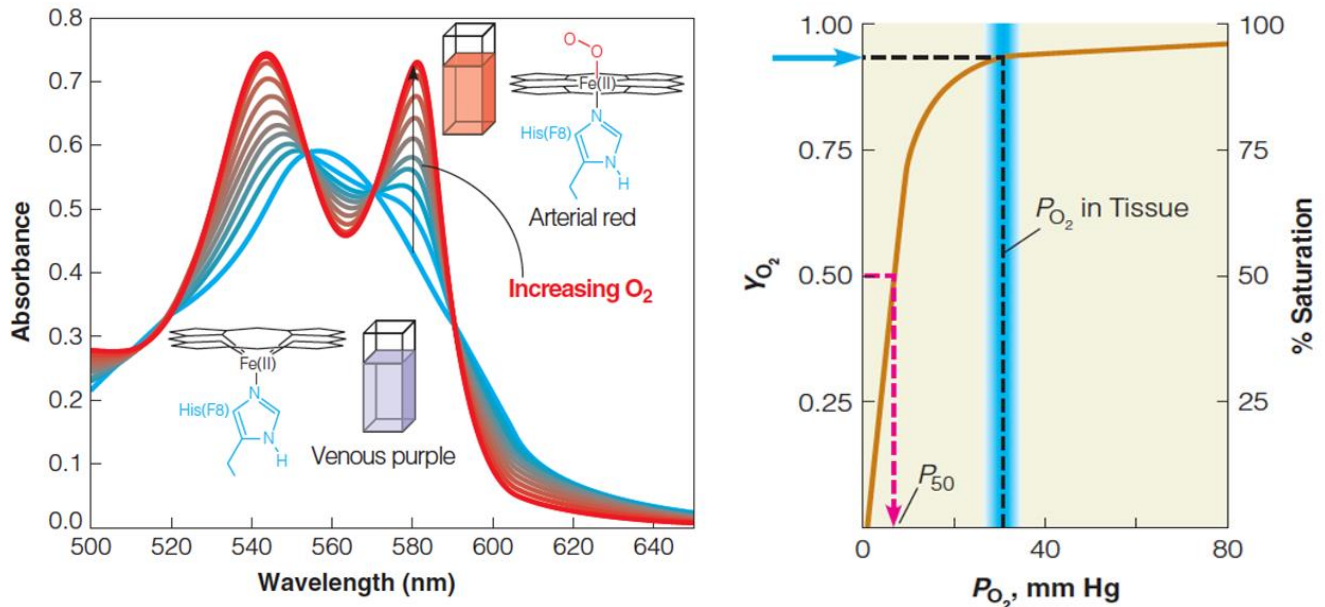 0.8
0.7
0.6
0.5
0.4
0.3
0.2
0.1
0.0
Absorbance
500
520
540
560
580
600
620
640
Wavelength (nm)
O
O
Fe(II)
His(F8)
N
N
H
Arterial red
Increasing O₂
Fe(II)
His(F8)
N
N
H
Venous purple
1.00
0.75
0.50
0.25
Y_O₂
P_O₂ in Tissue
P₅₀
100
75
50
25
% Saturation
0
40
80
P_O₂, mm Hg